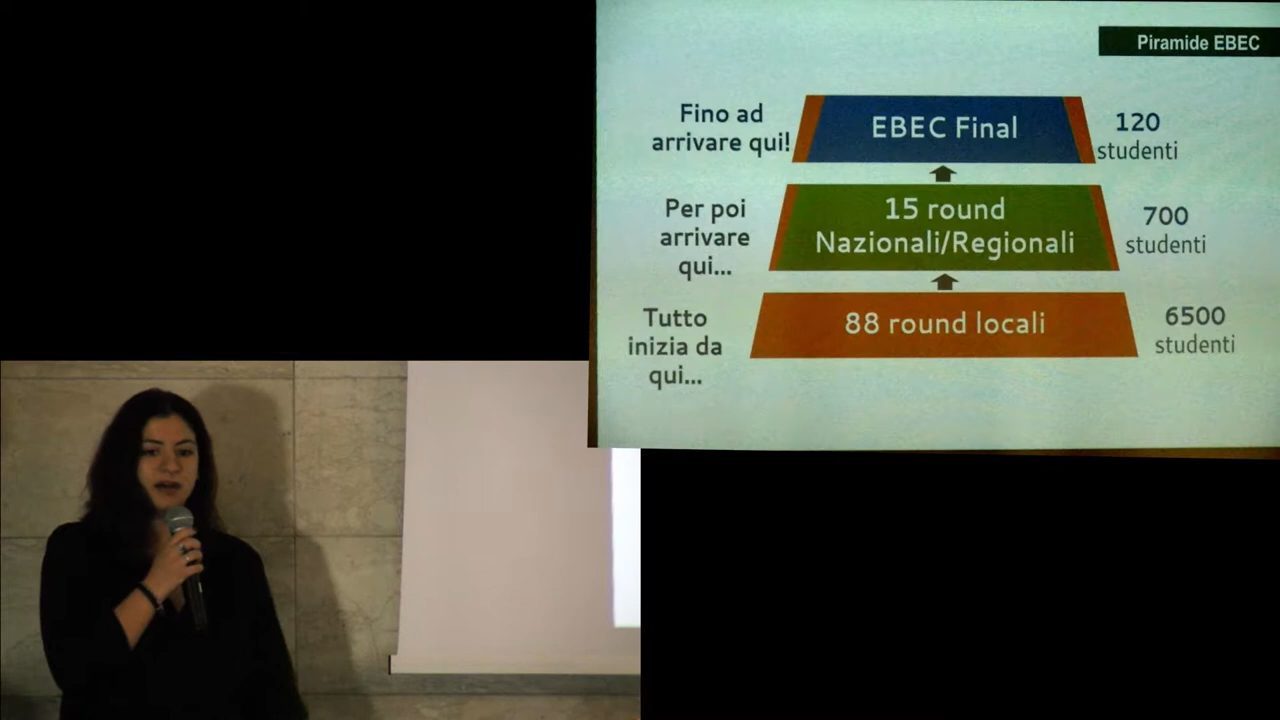 Piramide EBEC
Fino ad
arrivare qui!
EBEC Final
120
studenti
Per poi
arrivare
qui...
15 round
Nazionali/Regionali
700
studenti
Tutto
inizia da
qui...
88 round locali
6500
studenti